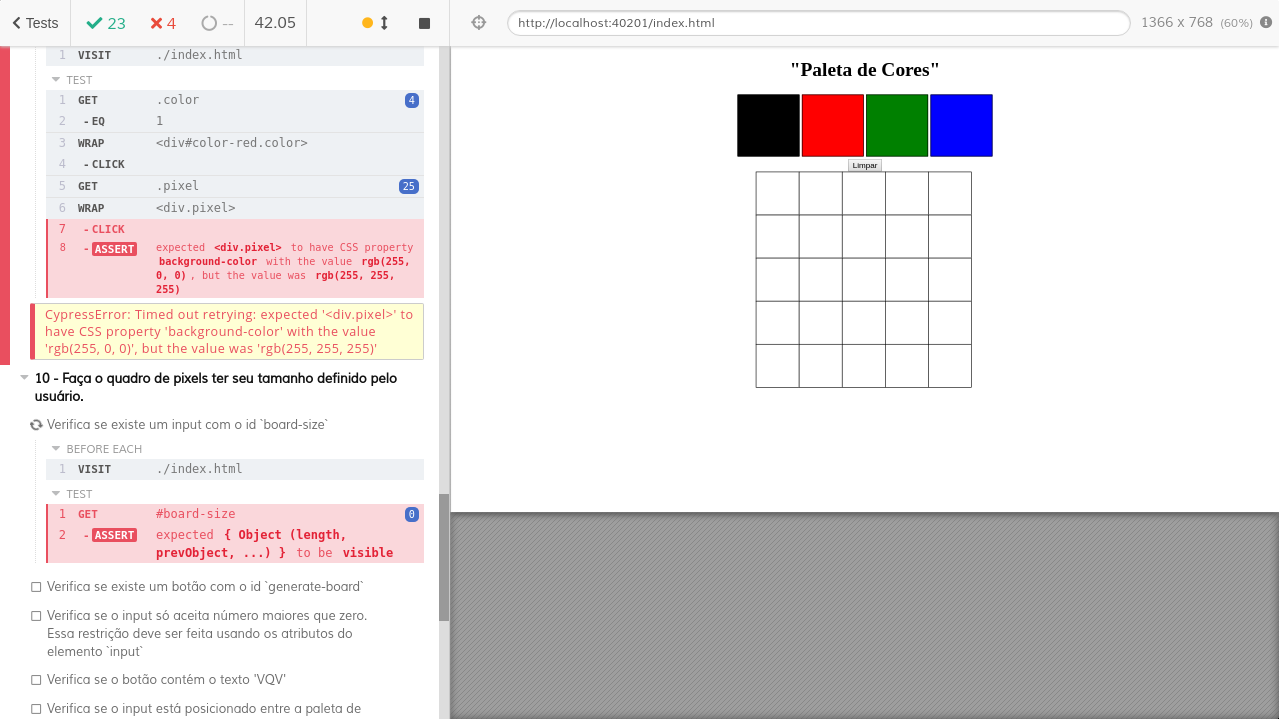 Tests 23 4 -- 42.05 http://localhost:40201/index.html 1366 x 768 (60%)
1 VISIT ./index.html
TEST
1 GET .color 4
2 - EQ 1
3 WRAP <div#color-red.color>
4 - CLICK
5 GET .pixel 25
6 WRAP <div.pixel>
7 - CLICK
8 - ASSERT expected <div.pixel> to have CSS property
background-color with the value rgb(255,
0, 0) , but the value was rgb(255, 255,
255)
CypressError: Timed out retrying: expected '<div.pixel>' to
have CSS property 'background-color' with the value
'rgb(255, 0, 0)', but the value was 'rgb(255, 255, 255)'
10 - Faça o quadro de pixels ter seu tamanho definido pelo
usuário.
Verifica se existe um input com o id `board-size`
BEFORE EACH
1 VISIT ./index.html
TEST
1 GET #board-size 0
2 - ASSERT expected { Object (length,
prevObject, ...) } to be visible
Verifica se existe um botão com o id `generate-board`
Verifica se o input só aceita número maiores que zero.
Essa restrição deve ser feita usando os atributos do
elemento `input`
Verifica se o botão contém o texto 'VQV'
Verifica se o input está posicionado entre a paleta de
"Paleta de Cores"
Limpar